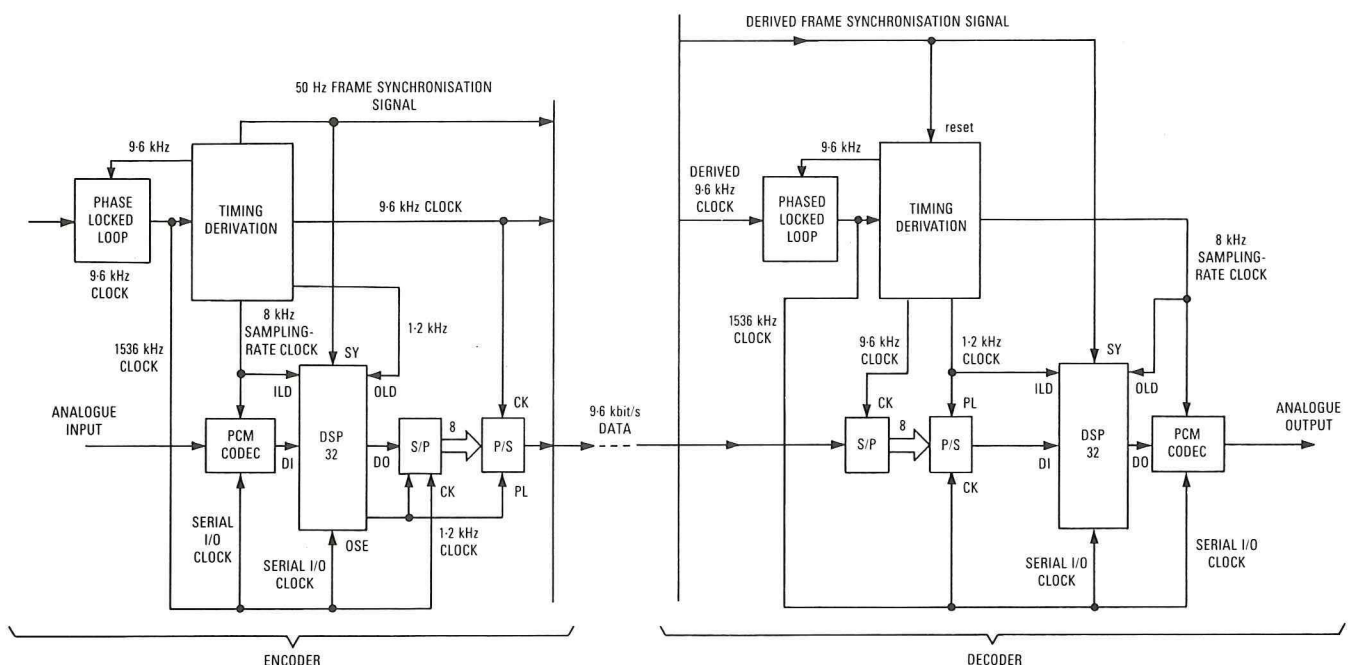 50 Hz FRAME SYNCHRONISATION
SIGNAL
9·6 kHz
PHASE
LOCKED
LOOP
9·6 kHz
CLOCK
TIMING
DERIVATION
9·6 kHz CLOCK
1536 kHz
CLOCK
8 kHz
SAMPLING-
RATE CLOCK
1·2 kHz
SY
ILD
OLD
ANALOGUE
INPUT
PCM
CODEC
DI
DSP
32
DO
S/P
8
CK
P/S
CK
PL
1·2 kHz
CLOCK
OSE
SERIAL
I/O
CLOCK
SERIAL I/O
CLOCK
9·6 kbit/s
DATA
ENCODER
DERIVED FRAME SYNCHRONISATION SIGNAL
reset
9·6 kHz
DERIVED
9·6 kHz
CLOCK
PHASED
LOCKED
LOOP
TIMING
DERIVATION
8 kHz
SAMPLING-
RATE CLOCK
1536 kHz
CLOCK
9·6 kHz
CLOCK
1·2 kHz
CLOCK
SY
ILD
OLD
CK
S/P
8
PL
P/S
CK
DI
DSP
32
DO
PCM
CODEC
ANALOGUE
OUTPUT
SERIAL I/O
CLOCK
SERIAL I/O
CLOCK
DECODER